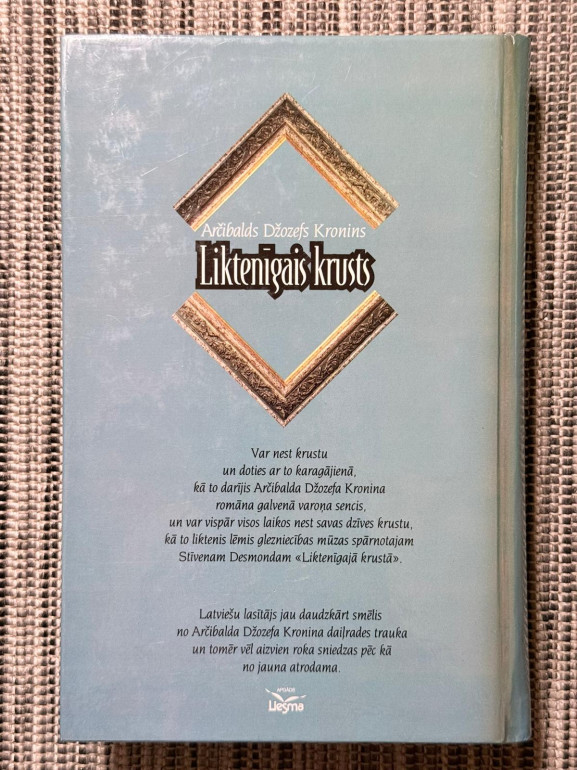 Arčibalds Džozefs Kronins
Liktenīgais krusts
Var nest krustu
un doties ar to karagājienā,
kā to darījis Arčibalda Džozefa Kronina
romāna galvenā varoņa sencis,
un var vispār visos laikos nest savas dzīves krustu,
kā to liktenis lēmis glezniecības mūzas spārnotajam
Stīvenam Desmondam «Liktenīgajā krustā».
Latviešu lasītājs jau daudzkārt smēlis
no Arčibalda Džozefa Kronina daiļrades trauka
un tomēr vēl aizvien roka sniedzas pēc kā
no jauna atrodama.
APGĀDS
Liesma